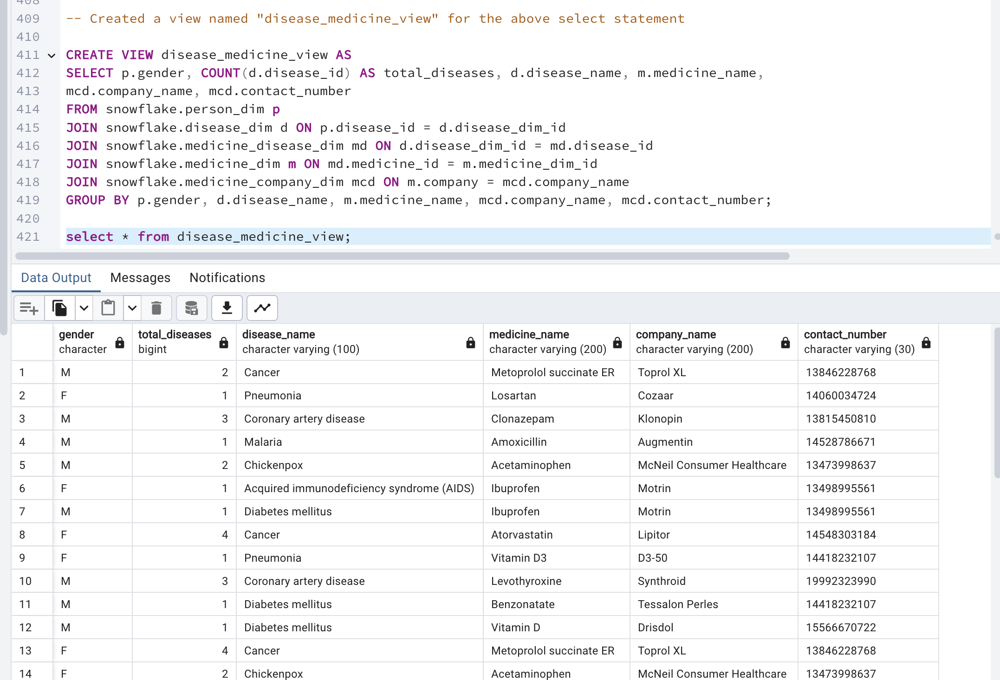 408
409 -- Created a view named "disease_medicine_view" for the above select statement
410
411 CREATE VIEW disease_medicine_view AS
412 SELECT p.gender, COUNT(d.disease_id) AS total_diseases, d.disease_name, m.medicine_name,
413 mcd.company_name, mcd.contact_number
414 FROM snowflake.person_dim p
415 JOIN snowflake.disease_dim d ON p.disease_id = d.disease_dim_id
416 JOIN snowflake.medicine_disease_dim md ON d.disease_dim_id = md.disease_id
417 JOIN snowflake.medicine_dim m ON md.medicine_id = m.medicine_dim_id
418 JOIN snowflake.medicine_company_dim mcd ON m.company = mcd.company_name
419 GROUP BY p.gender, d.disease_name, m.medicine_name, mcd.company_name, mcd.contact_number;
420
421 select * from disease_medicine_view;
Data Output Messages Notifications
gender total_diseases disease_name medicine_name company_name contact_number
character bigint character varying (100) character varying (200) character varying (200) character varying (30)
1 M 2 Cancer Metoprolol succinate ER Toprol XL 13846228768
2 F 1 Pneumonia Losartan Cozaar 14060034724
3 M 3 Coronary artery disease Clonazepam Klonopin 13815450810
4 M 1 Malaria Amoxicillin Augmentin 14528786671
5 M 2 Chickenpox Acetaminophen McNeil Consumer Healthcare 13473998637
6 F 1 Acquired immunodeficiency syndrome (AIDS) Ibuprofen Motrin 13498995561
7 M 1 Diabetes mellitus Ibuprofen Motrin 13498995561
8 F 4 Cancer Atorvastatin Lipitor 14548303184
9 F 1 Pneumonia Vitamin D3 D3-50 14418232107
10 M 3 Coronary artery disease Levothyroxine Synthroid 19992323990
11 M 1 Diabetes mellitus Benzonatate Tessalon Perles 14418232107
12 M 1 Diabetes mellitus Vitamin D Drisdol 15566670722
13 F 4 Cancer Metoprolol succinate ER Toprol XL 13846228768
14 F 2 Chickenpox Acetaminophen McNeil Consumer Healthcare 13473998637